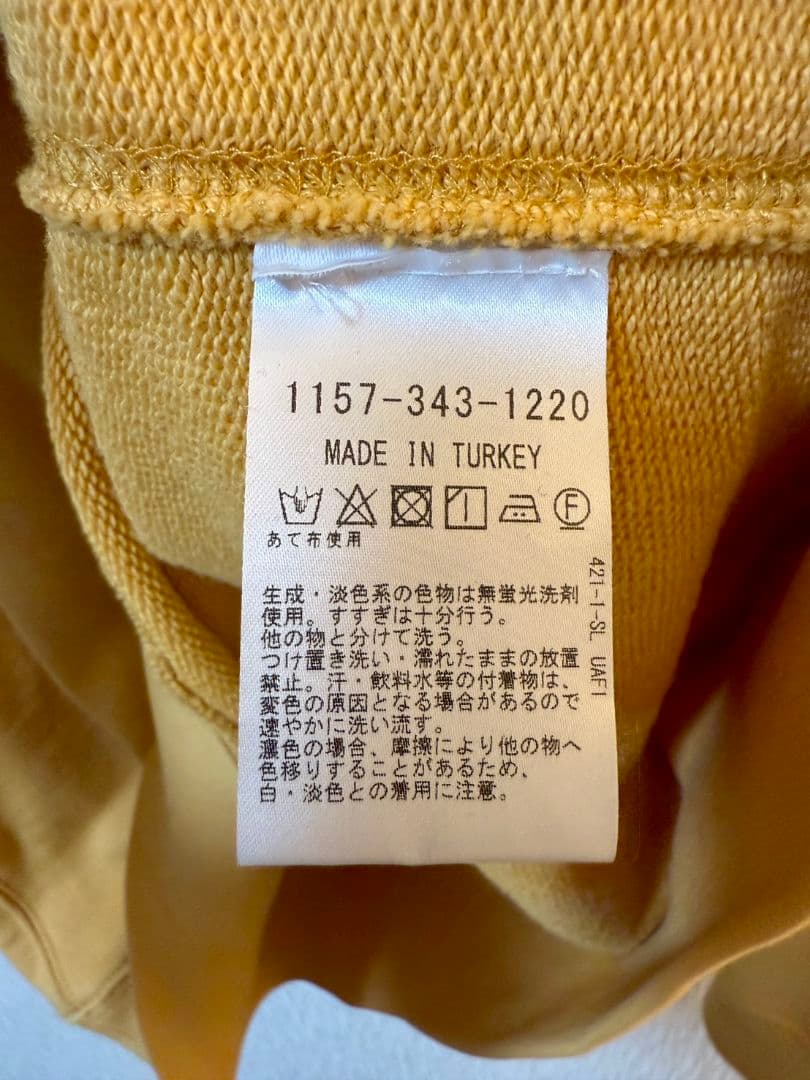 1157-343-1220
MADE IN TURKEY
F
あて布使用
生成・淡色系の色物は無蛍光洗剤
使用。すすぎは十分行う。
他の物と分けて洗う。
つけ置き洗い・濡れたままの放置
禁止。汗・飲料水等の付着物は、
変色の原因となる場合があるので
速やかに洗い流す。
濃色の場合、摩擦により他の物へ
色移りすることがあるため、
白・淡色との着用に注意。
421-1-SL UAF1